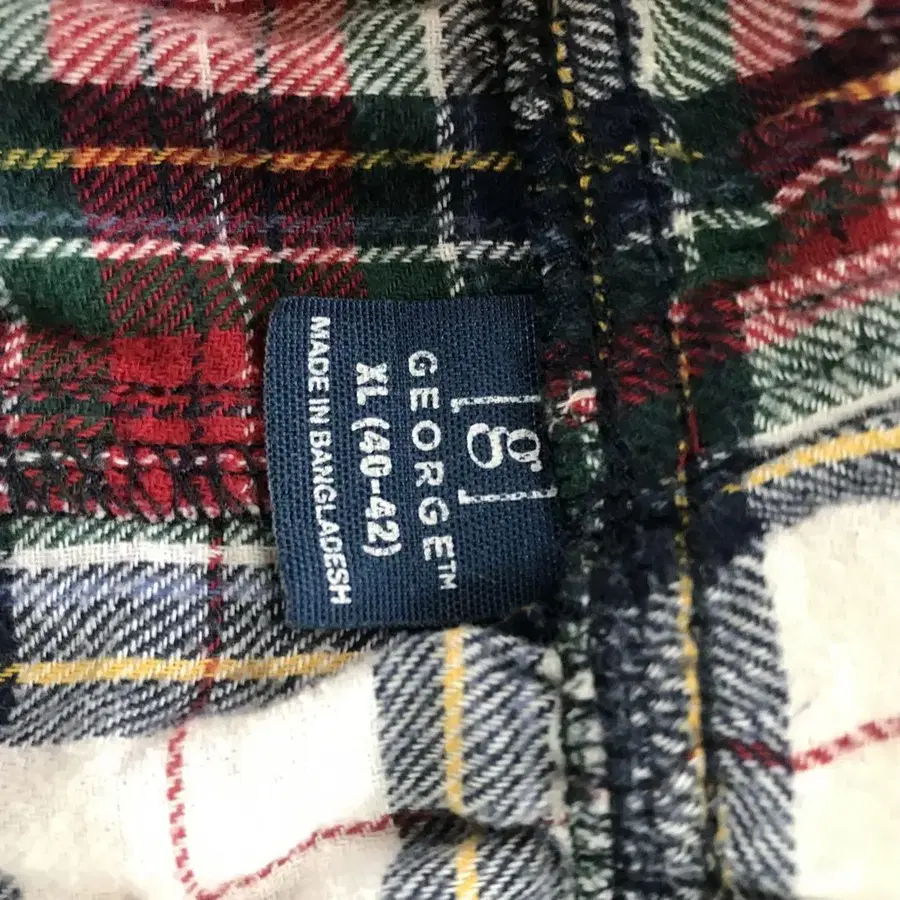 g
GEORGE™
XL (40-42)
MADE IN BANGLADESH